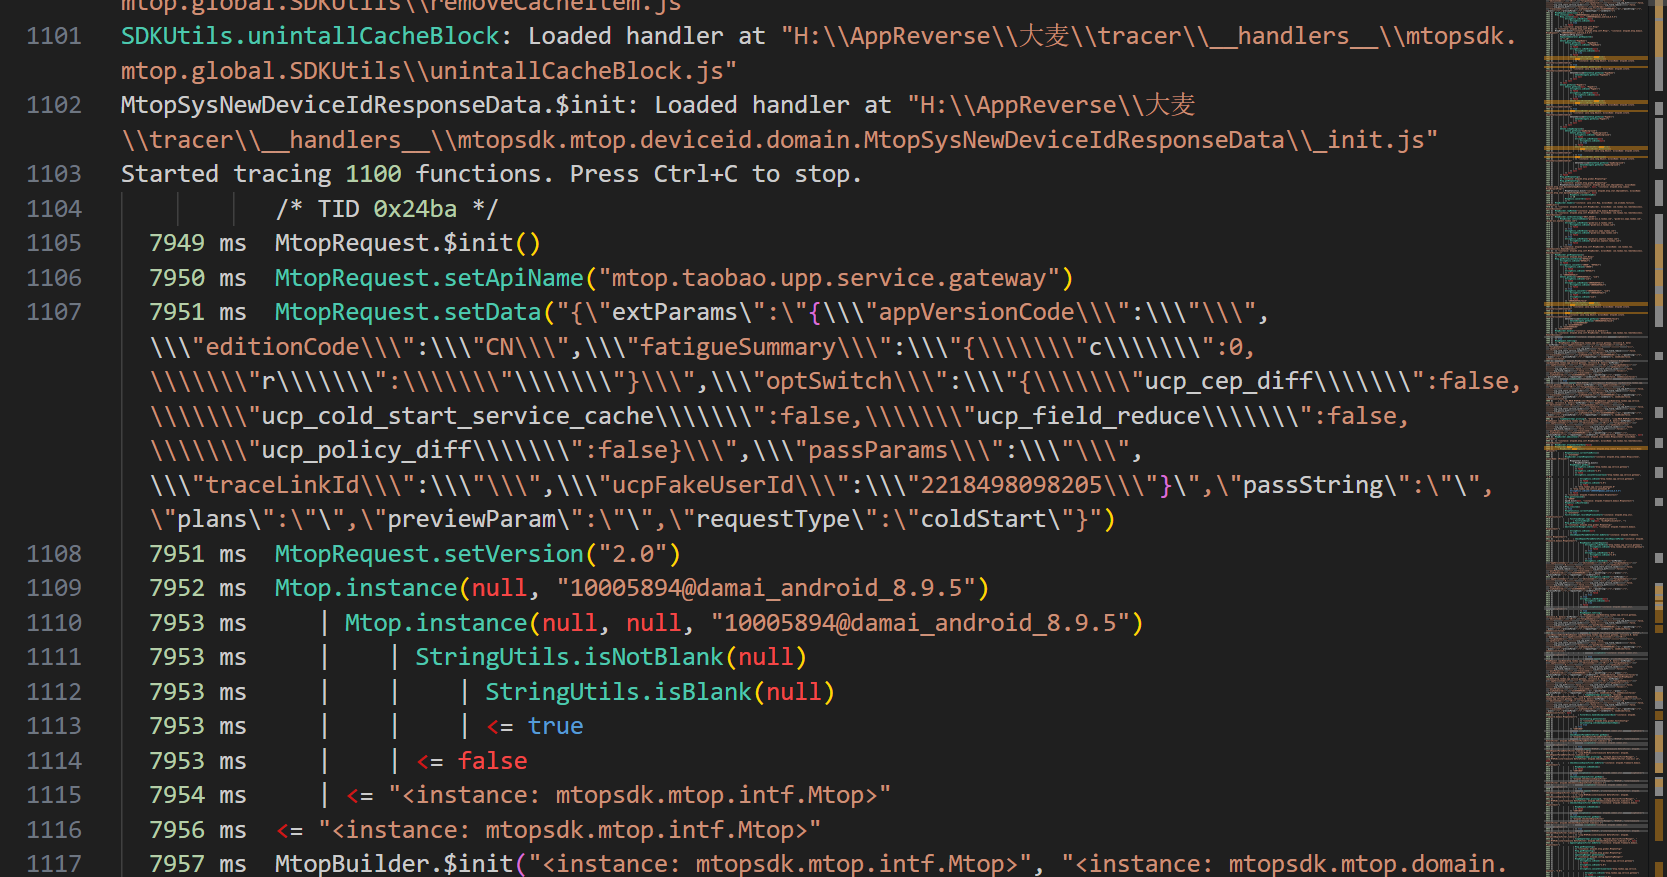 mtop.global.SDKUtils\\removeCacheItem.js
1101 SDKUtils.unintallCacheBlock: Loaded handler at "H:\\AppReverse\\大麦\\tracer\\__handlers__\\mtopsdk.
mtop.global.SDKUtils\\unintallCacheBlock.js"
1102 MtopSysNewDeviceIdResponseData.$init: Loaded handler at "H:\\AppReverse\\大麦
\\tracer\\__handlers__\\mtopsdk.mtop.deviceid.domain.MtopSysNewDeviceIdResponseData\\_init.js"
1103 Started tracing 1100 functions. Press Ctrl+C to stop.
1104 /* TID 0x24ba */
1105 7949 ms MtopRequest.$init()
1106 7950 ms MtopRequest.setApiName("mtop.taobao.upp.service.gateway")
1107 7951 ms MtopRequest.setData("{\"extParams\":\"{\\\"appVersionCode\\\":\\\"\\\",
\\\"editionCode\\\":\\\"CN\\\",\\\"fatigueSummary\\\":\\\"{\\\\\\\"c\\\\\\\":0,
\\\\\\\"r\\\\\\\":\\\\\\\"\\\\\\\"}\\\",\\\"optSwitch\\\":\\\"{\\\\\\\"ucp_cep_diff\\\\\\\":false,
\\\\\\\"ucp_cold_start_service_cache\\\\\\\":false,\\\\\\\"ucp_field_reduce\\\\\\\":false,
\\\\\\\"ucp_policy_diff\\\\\\\":false}\\\",\\\"passParams\\\":\\\"\\\",
\\\"traceLinkId\\\":\\\"\\\",\\\"ucpFakeUserId\\\":\\\"2218498098205\\\"}\",\"passString\":\"\",
\"plans\":\"\",\"previewParam\":\"\",\"requestType\":\"coldStart\"}")
1108 7951 ms MtopRequest.setVersion("2.0")
1109 7952 ms Mtop.instance(null, "10005894@damai_android_8.9.5")
1110 7953 ms | Mtop.instance(null, null, "10005894@damai_android_8.9.5")
1111 7953 ms | | StringUtils.isNotBlank(null)
1112 7953 ms | | | StringUtils.isBlank(null)
1113 7953 ms | | | <= true
1114 7953 ms | | <= false
1115 7954 ms | <= "<instance: mtopsdk.mtop.intf.Mtop>"
1116 7956 ms <= "<instance: mtopsdk.mtop.intf.Mtop>"
1117 7957 ms MtopBuilder.$init("<instance: mtopsdk.mtop.intf.Mtop>", "<instance: mtopsdk.mtop.domain.